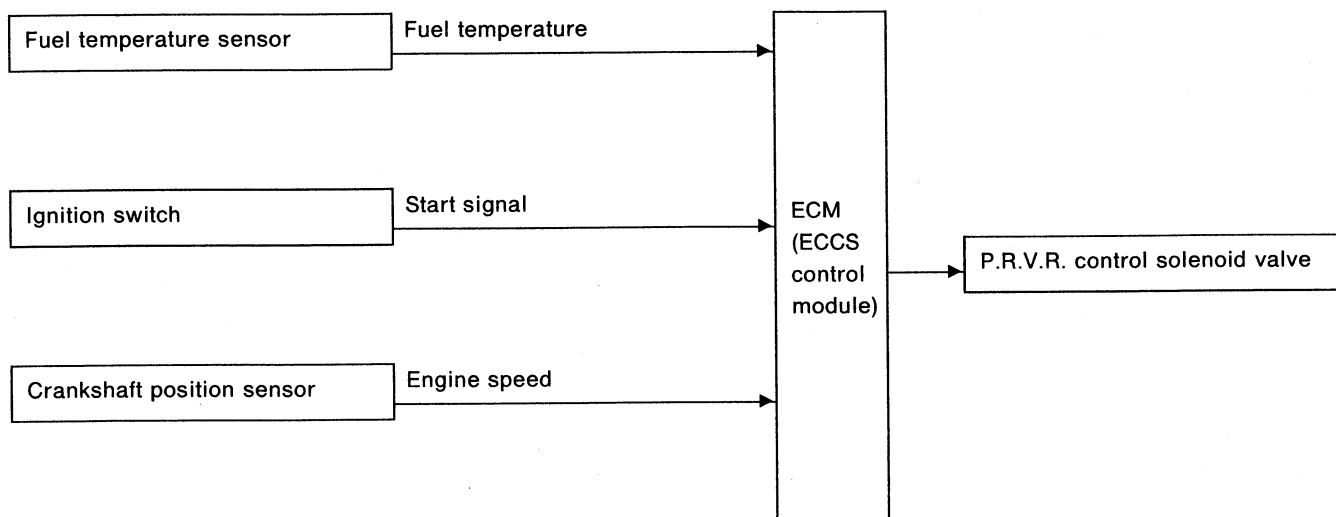 Fuel temperature sensor
Fuel temperature
Ignition switch
Start signal
Crankshaft position sensor
Engine speed
ECM
(ECCS
control
module)
P.R.V.R. control solenoid valve